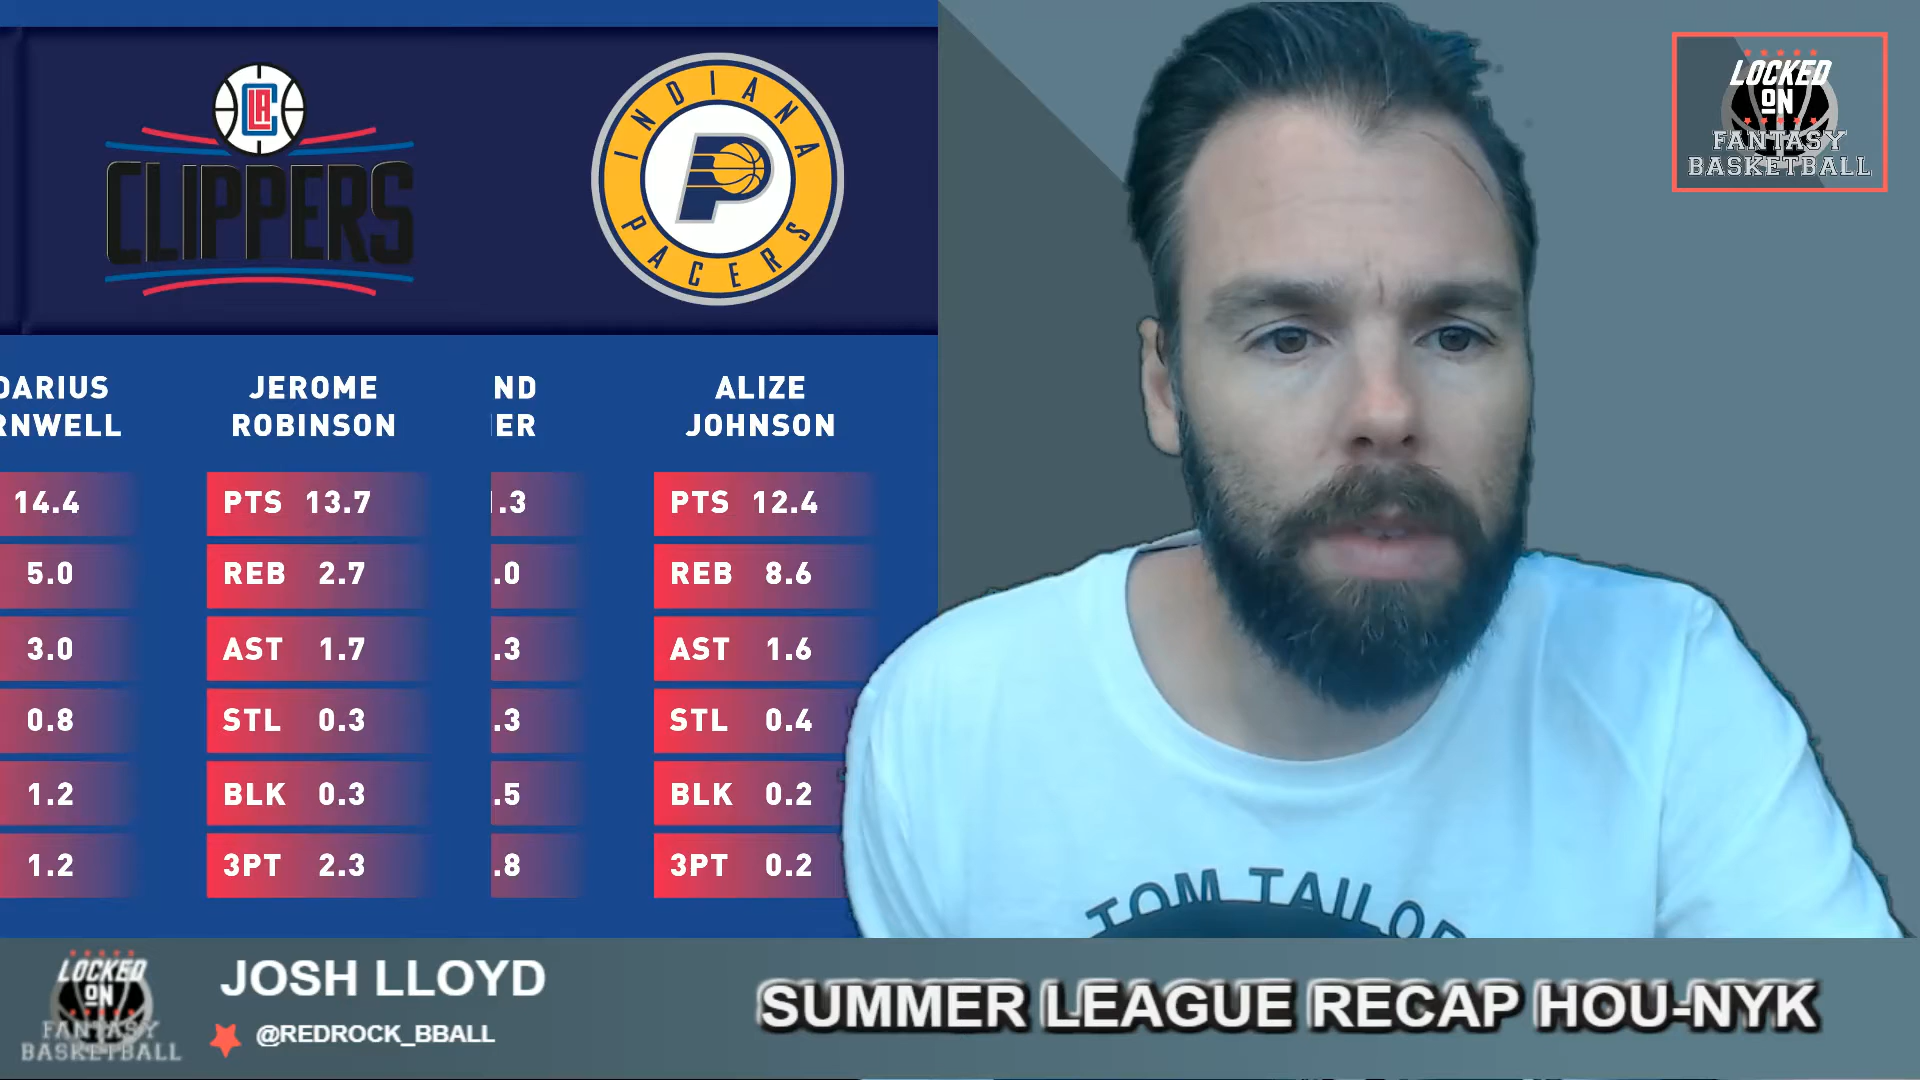 LA
CLIPPERS
INDIANA
PACERS
LOCKED
ON
FANTASY
BASKETBALL
DARIUS
RNWELL
14.4
5.0
3.0
0.8
1.2
1.2
JEROME
ROBINSON
PTS 13.7
REB 2.7
AST 1.7
STL 0.3
BLK 0.3
3PT 2.3
ND
ER
.3
.0
.3
.3
.5
.8
ALIZE
JOHNSON
PTS 12.4
REB 8.6
AST 1.6
STL 0.4
BLK 0.2
3PT 0.2
TOM TAILOR
LOCKED
ON
FANTASY
BASKETBALL
JOSH LLOYD
@REDROCK_BBALL
SUMMER LEAGUE RECAP HOU-NYK